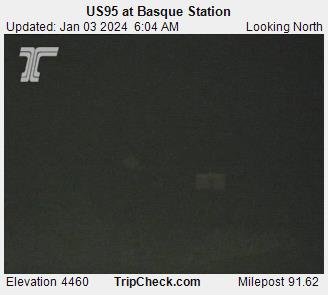 US95 at Basque Station
Updated: Jan 03 2024 6:04 AM Looking North
Elevation 4460 TripCheck.com Milepost 91.62